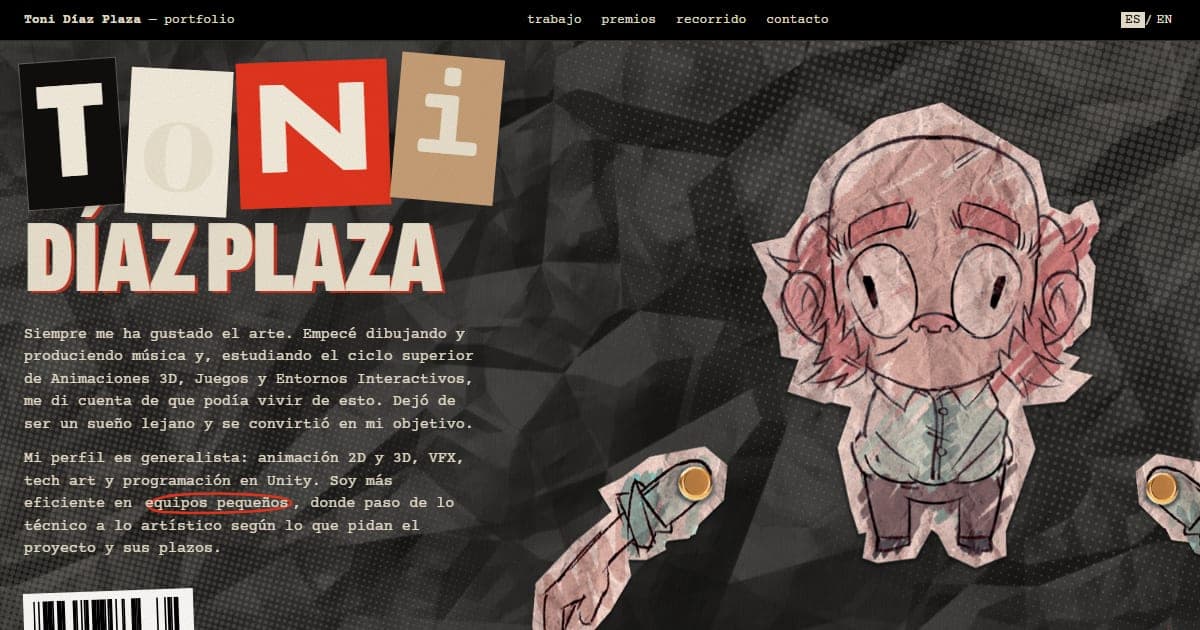 Toni Díaz Plaza — portfolio
trabajo premios recorrido contacto
ES / EN
ToNi
DÍAZ PLAZA
Siempre me ha gustado el arte. Empecé dibujando y
produciendo música y, estudiando el ciclo superior
de Animaciones 3D, Juegos y Entornos Interactivos,
me di cuenta de que podía vivir de esto. Dejó de
ser un sueño lejano y se convirtió en mi objetivo.
Mi perfil es generalista: animación 2D y 3D, VFX,
tech art y programación en Unity. Soy más
eficiente en equipos pequeños, donde paso de lo
técnico a lo artístico según lo que pidan el
proyecto y sus plazos.